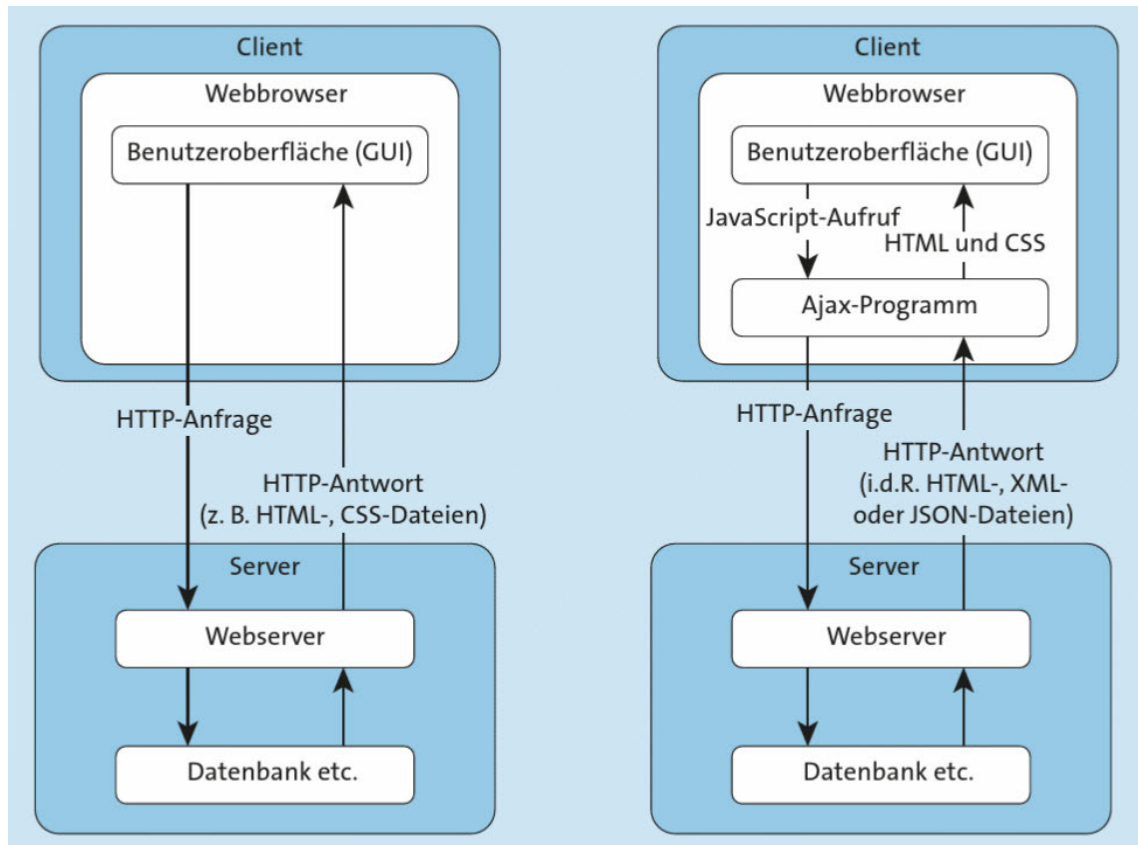 Client
Webbrowser
Benutzeroberfläche (GUI)
HTTP-Anfrage
HTTP-Antwort
(z. B. HTML-, CSS-Dateien)
Server
Webserver
Datenbank etc.
Client
Webbrowser
Benutzeroberfläche (GUI)
JavaScript-Aufruf
HTML und CSS
Ajax-Programm
HTTP-Anfrage
HTTP-Antwort
(i.d.R. HTML-, XML-
oder JSON-Dateien)
Server
Webserver
Datenbank etc.